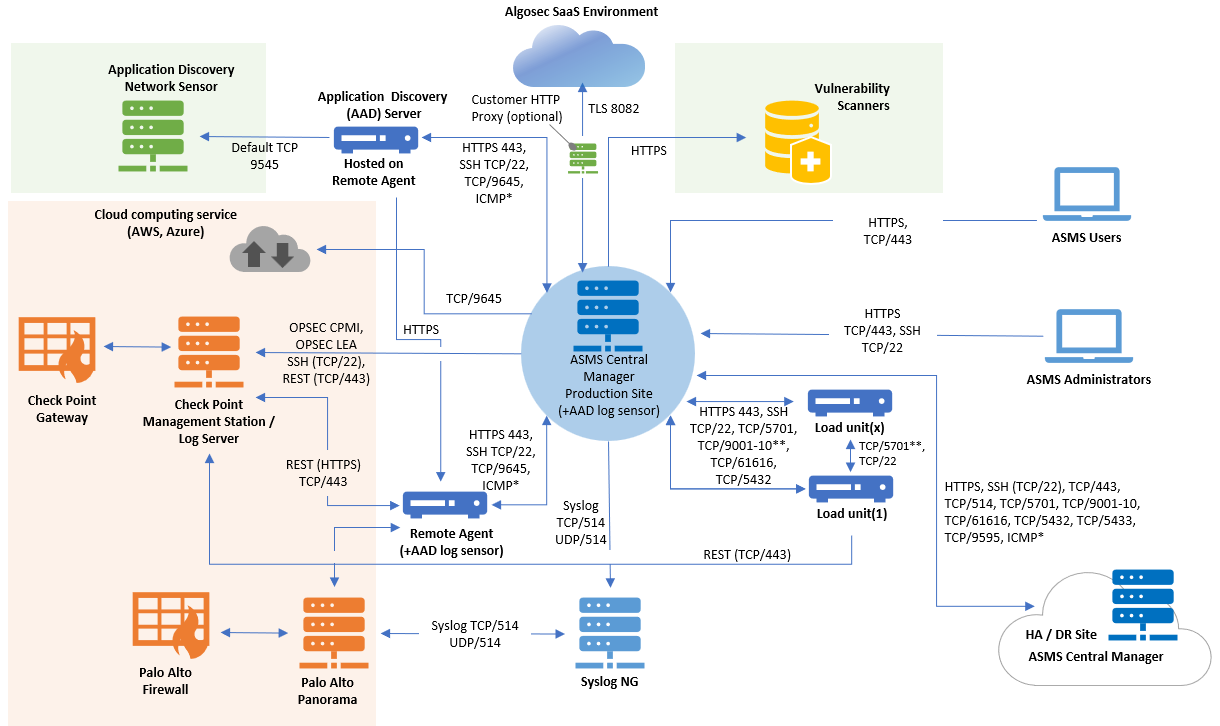 Algosec SaaS Environment
Application Discovery
Network Sensor
Application Discovery
(AAD) Server
Hosted on
Remote Agent
Default TCP
9545
Customer HTTP
Proxy (optional)
TLS 8082
HTTPS 443,
SSH TCP/22,
TCP/9645,
ICMP*
HTTPS
Vulnerability
Scanners
Cloud computing service
(AWS, Azure)
TCP/9645
HTTPS
HTTPS,
TCP/443
ASMS Users
HTTPS
TCP/443, SSH
TCP/22
ASMS Administrators
OPSEC CPMI,
OPSEC LEA
SSH (TCP/22),
REST (TCP/443)
Check Point
Gateway
Check Point
Management Station /
Log Server
ASMS Central
Manager
Production Site
(+AAD log sensor)
HTTPS 443, SSH
TCP/22, TCP/5701,
TCP/9001-10**,
TCP/61616,
TCP/5432
Load unit(x)
TCP/5701**,
TCP/22
Load unit(1)
REST (HTTPS)
TCP/443
HTTPS 443,
SSH TCP/22,
TCP/9645,
ICMP*
Remote Agent
(+AAD log sensor)
Syslog
TCP/514
UDP/514
REST (TCP/443)
HTTPS, SSH (TCP/22), TCP/443,
TCP/514, TCP/5701, TCP/9001-10,
TCP/61616, TCP/5432, TCP/5433,
TCP/9595, ICMP*
HA / DR Site
ASMS Central Manager
Palo Alto
Firewall
Palo Alto
Panorama
Syslog TCP/514
UDP/514
Syslog NG